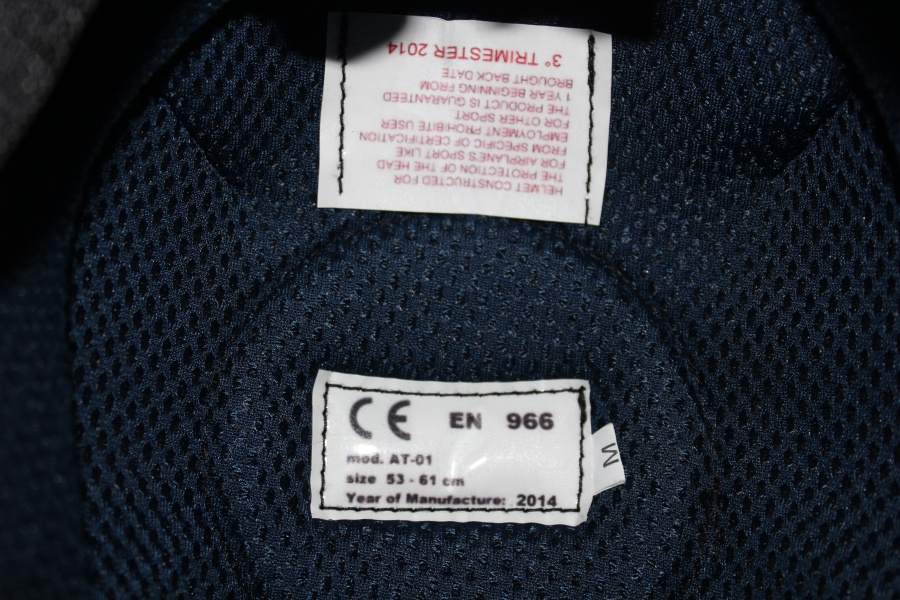 HELMET CONSTRUCTED FOR
THE PROTECTION OF THE HEAD
FOR AIRPLANES SPORT LIKE
FROM SPECIFIC OF CERTIFICATION
EMPLOYMENT PROHIBITE USER
FOR OTHER SPORT
THE PRODUCT IS GUARANTEED
1 YEAR BEGINNING FROM
BROUGHT BACK DATE
3° TRIMESTER 2014
CE EN 966
mod. AT-01
size 53 - 61 cm
Year of Manufacture: 2014
M